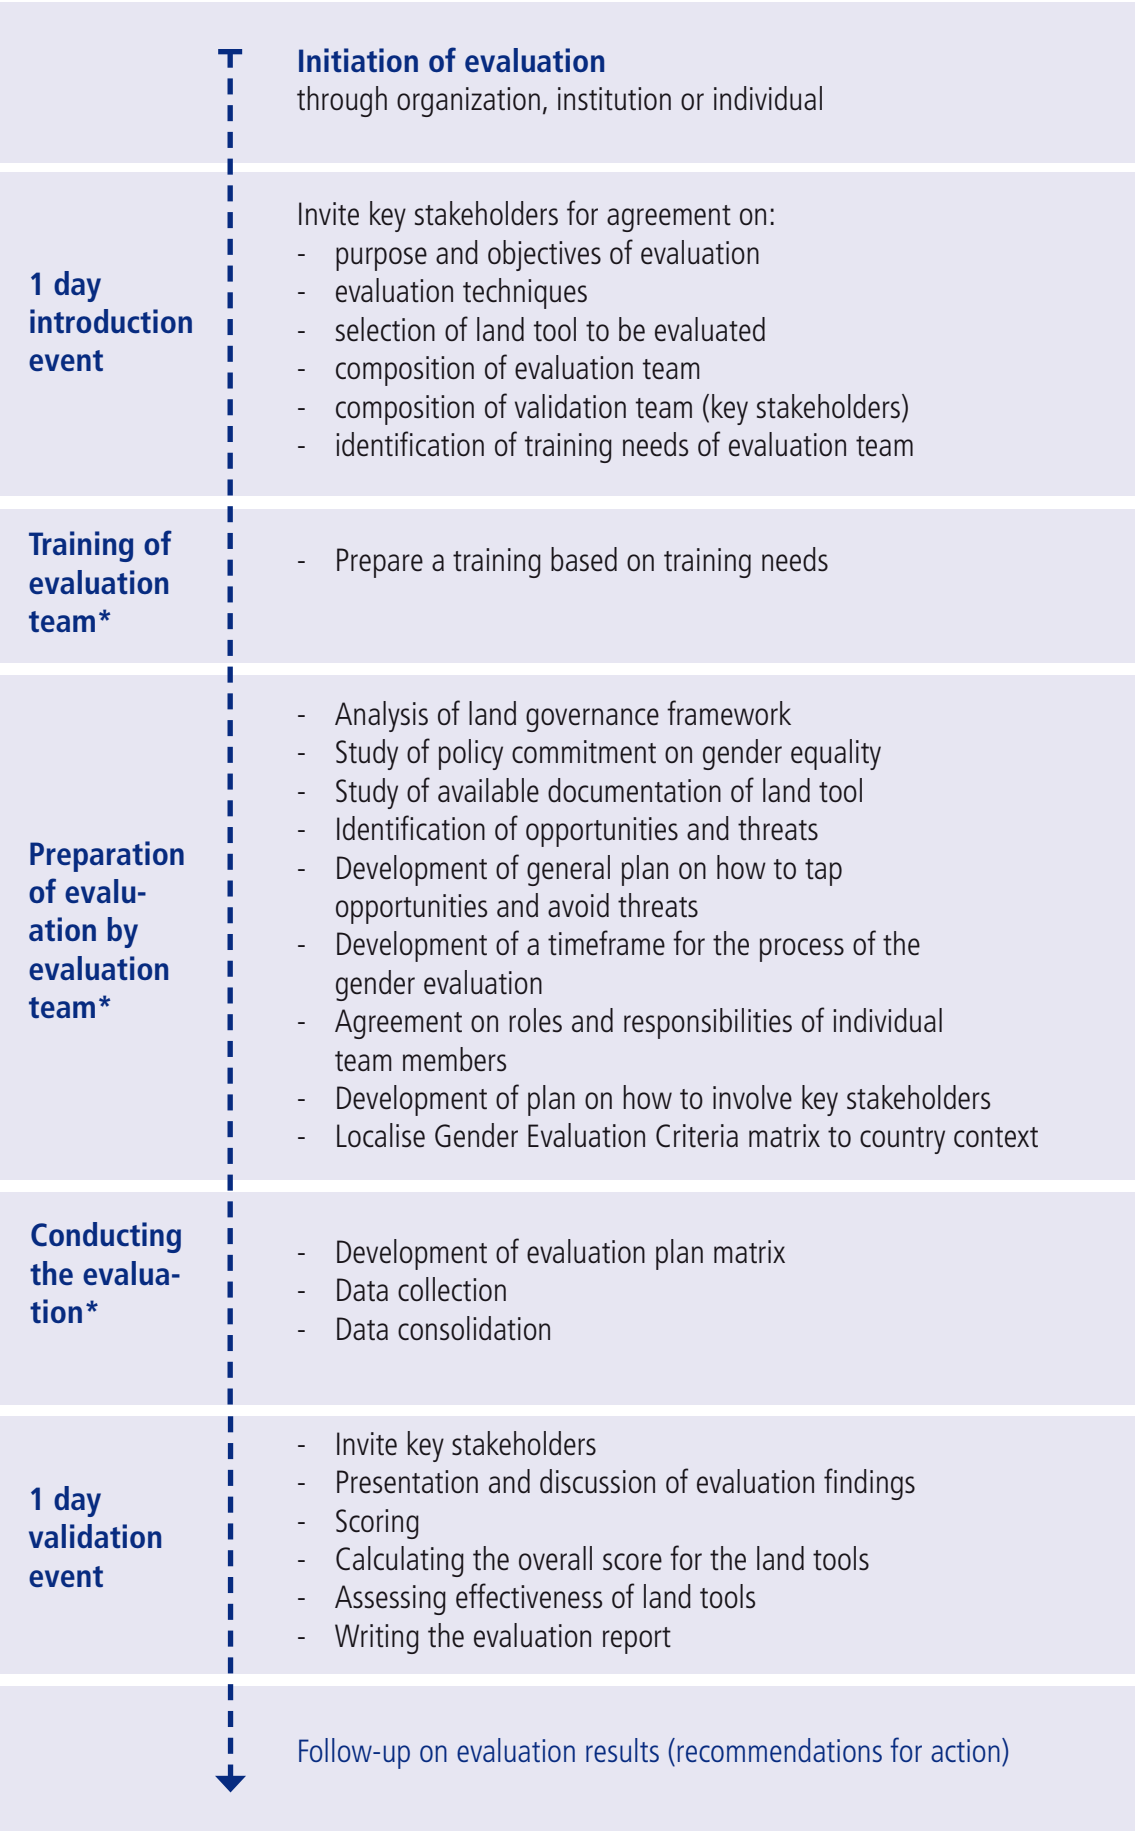 Initiation of evaluation
through organization, institution or individual
1 day
introduction
event
Invite key stakeholders for agreement on:
- purpose and objectives of evaluation
- evaluation techniques
- selection of land tool to be evaluated
- composition of evaluation team
- composition of validation team (key stakeholders)
- identification of training needs of evaluation team
Training of
evaluation
team*
- Prepare a training based on training needs
Preparation
of evalu-
ation by
evaluation
team*
- Analysis of land governance framework
- Study of policy commitment on gender equality
- Study of available documentation of land tool
- Identification of opportunities and threats
- Development of general plan on how to tap
opportunities and avoid threats
- Development of a timeframe for the process of the
gender evaluation
- Agreement on roles and responsibilities of individual
team members
- Development of plan on how to involve key stakeholders
- Localise Gender Evaluation Criteria matrix to country context
Conducting
the evalua-
tion*
- Development of evaluation plan matrix
- Data collection
- Data consolidation
1 day
validation
event
- Invite key stakeholders
- Presentation and discussion of evaluation findings
- Scoring
- Calculating the overall score for the land tools
- Assessing effectiveness of land tools
- Writing the evaluation report
Follow-up on evaluation results (recommendations for action)